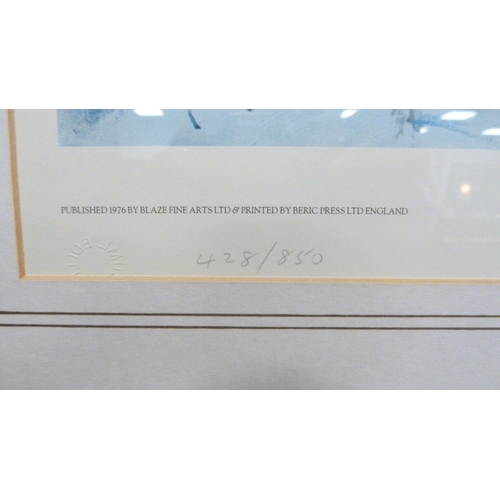 PUBLISHED 1976 BY BLAZE FINE ARTS LTD & PRINTED BY BERIC PRESS LTD ENGLAND
428/850